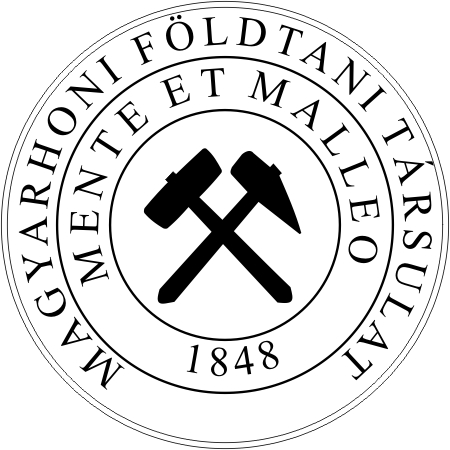 MAGYARHONI FÖLDTANI TÁRSULAT
MENTE ET MALLEO
1848